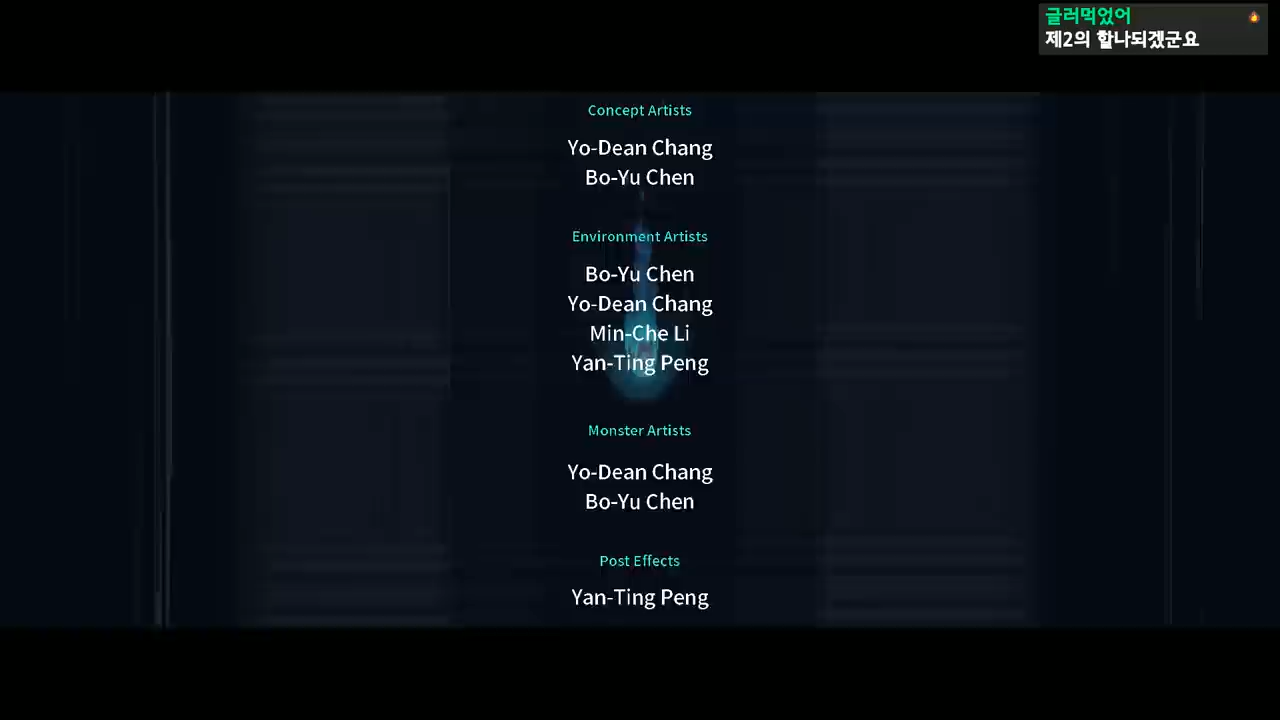 글러먹었어
제2의 할나되겠군요
Concept Artists
Yo-Dean Chang
Bo-Yu Chen
Environment Artists
Bo-Yu Chen
Yo-Dean Chang
Min-Che Li
Yan-Ting Peng
Monster Artists
Yo-Dean Chang
Bo-Yu Chen
Post Effects
Yan-Ting Peng